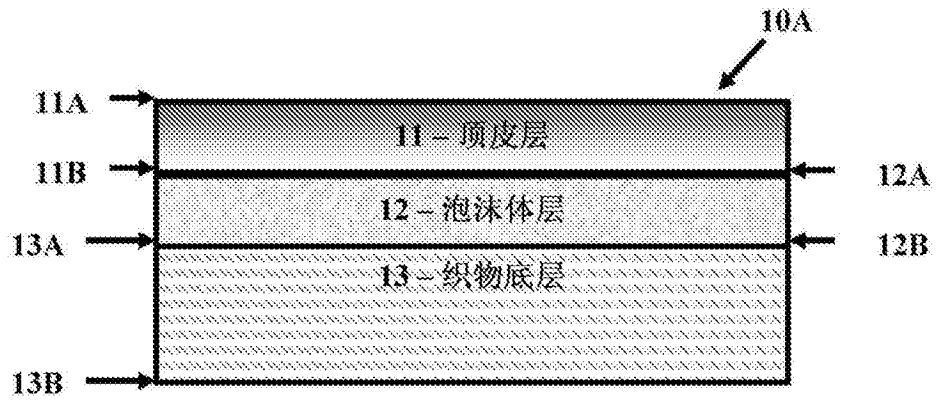 10A
11A
11 – 顶皮层
11B
12A
12 – 泡沫体层
13A
12B
13 – 织物底层
13B